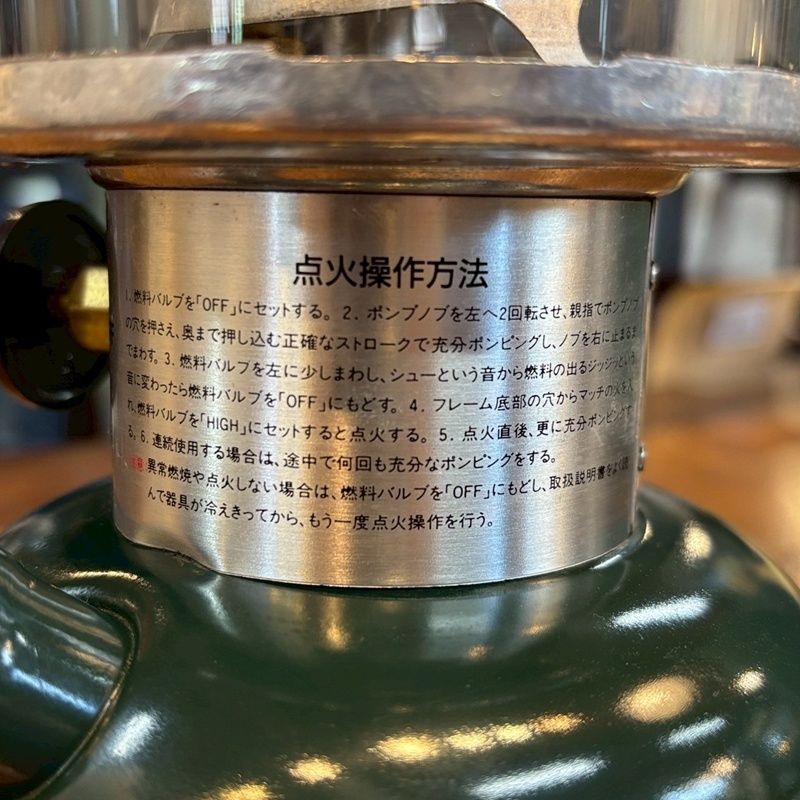 点火操作方法
1. 燃料バルブを「OFF」にセットする。 2. ポンプノブを左へ2回転させ、親指でポンプノブ
の穴を押さえ、奥まで押し込む正確なストロークで充分ポンピングし、ノブを右に止まるま
でまわす。 3. 燃料バルブを左に少しまわし、シューという音から燃料の出るジッジッという
音に変わったら燃料バルブを「OFF」にもどす。 4. フレーム底部の穴からマッチの火を入
れ、燃料バルブを「HIGH」にセットすると点火する。 5. 点火直後、更に充分ポンピングす
る。 6. 連続使用する場合は、途中で何回も充分なポンピングをする。
注意 異常燃焼や点火しない場合は、燃料バルブを「OFF」にもどし、取扱説明書をよく読
んで器具が冷えきってから、もう一度点火操作を行う。